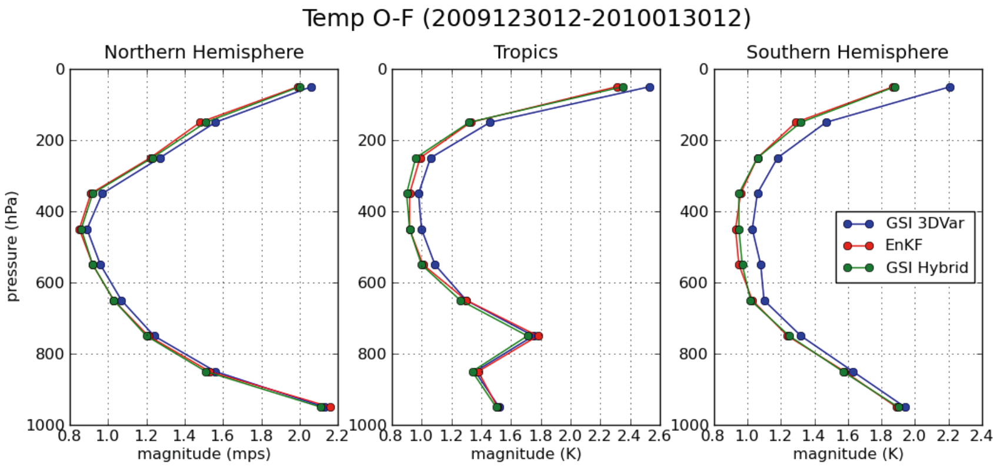 Temp O-F (2009123012-2010013012)
Northern Hemisphere
Tropics
Southern Hemisphere
pressure (hPa)
0
200
400
600
800
1000
0.8 1.0 1.2 1.4 1.6 1.8 2.0 2.2
magnitude (mps)
0
200
400
600
800
1000
0.8 1.0 1.2 1.4 1.6 1.8 2.0 2.2 2.4 2.6
magnitude (K)
0
200
400
600
800
1000
0.8 1.0 1.2 1.4 1.6 1.8 2.0 2.2 2.4
magnitude (K)
GSI 3DVar
EnKF
GSI Hybrid